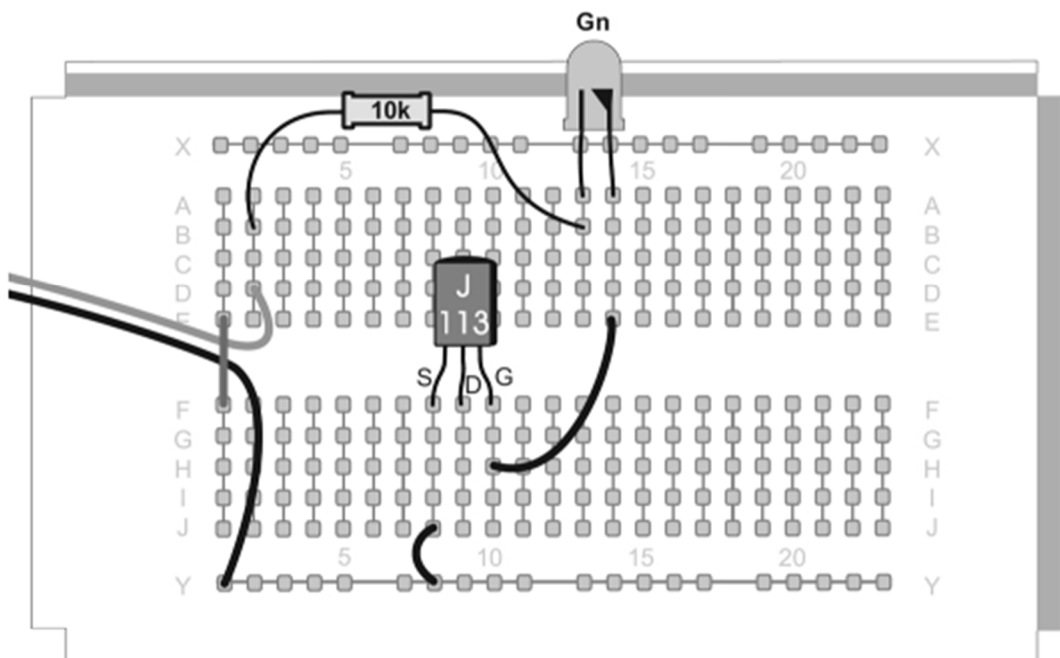 Gn
10k
X X
5 10 15 20
A A
B B
C C
D D
E E
J
113
S D G
F F
G G
H H
I I
J J
5 10 15 20
Y Y